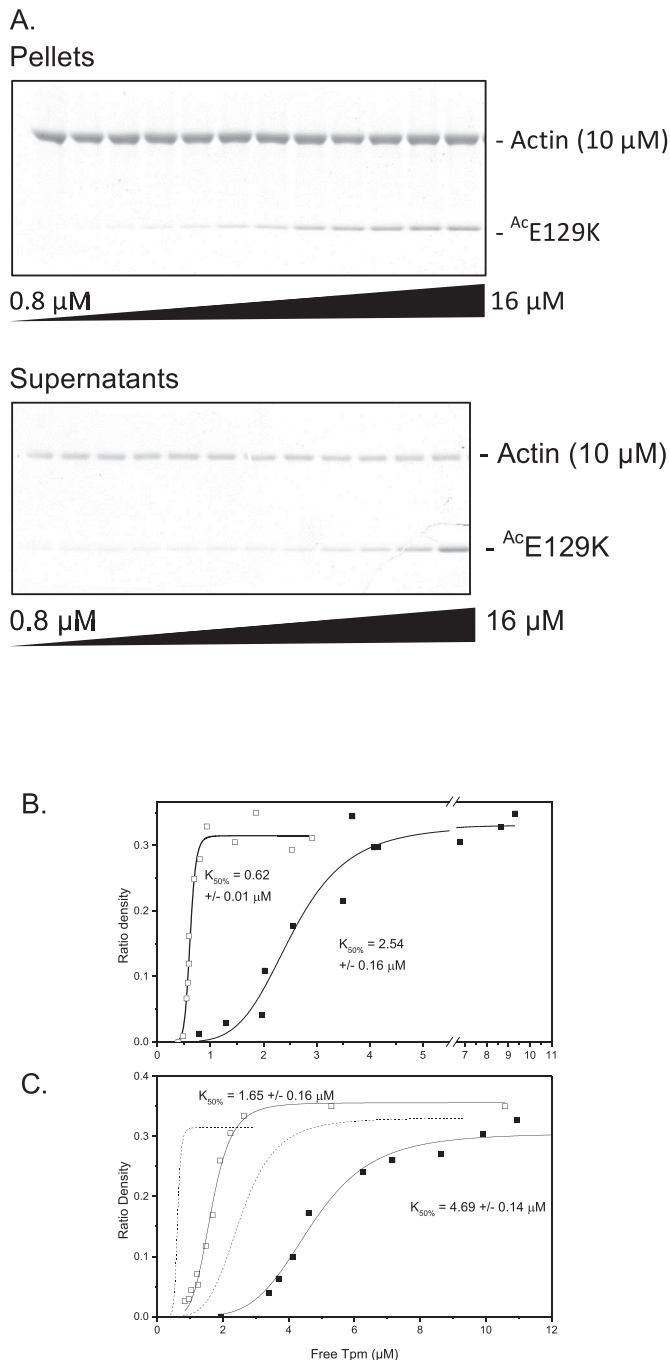 A.
Pellets
- Actin (10 µM)
- AcE129K
0.8 µM 16 µM
Supernatants
- Actin (10 µM)
- AcE129K
0.8 µM 16 µM
B.
0.3
K50% = 0.62
+/- 0.01 µM
0.2
K50% = 2.54
+/- 0.16 µM
0.1
0.0
Ratio density
0 1 2 3 4 5 7 8 9 10 11
C.
0.4
K50% = 1.65 +/- 0.16 µM
0.3
0.2
K50% = 4.69 +/- 0.14 µM
0.1
0.0
Ratio Density
0 2 4 6 8 10 12
Free Tpm (µM)